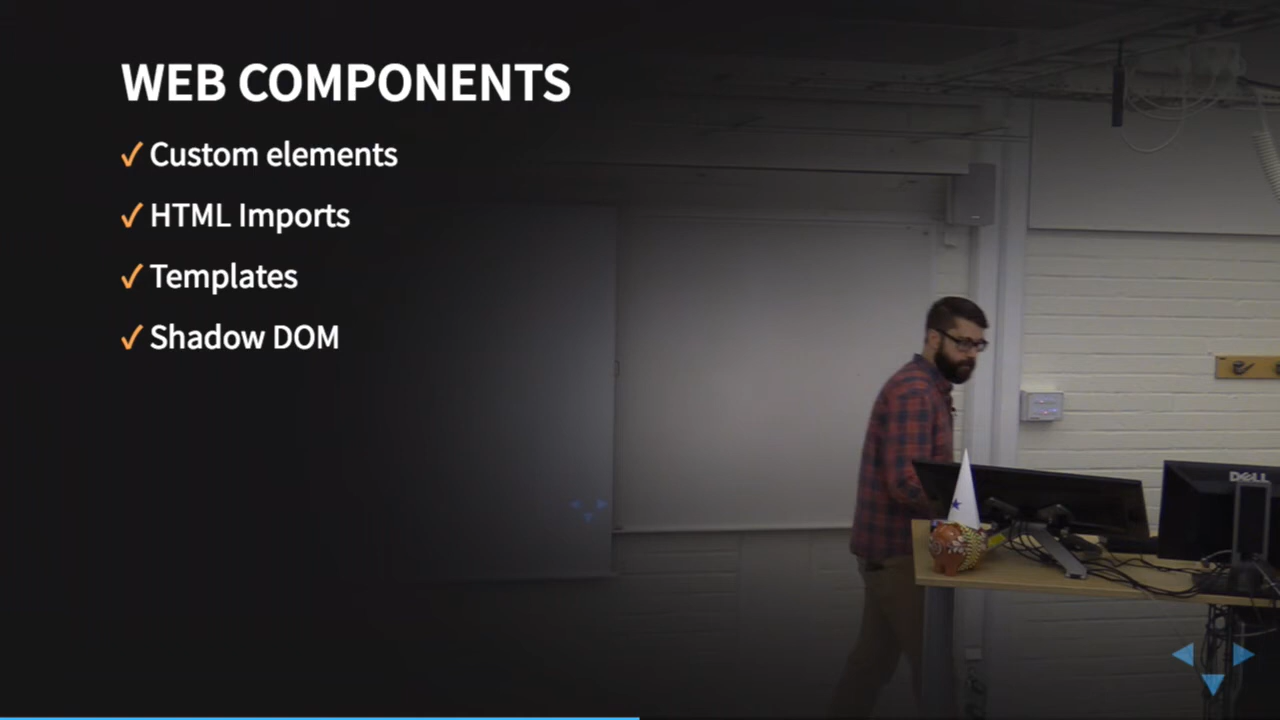 WEB COMPONENTS
✓ Custom elements
✓ HTML Imports
✓ Templates
✓ Shadow DOM
DELL